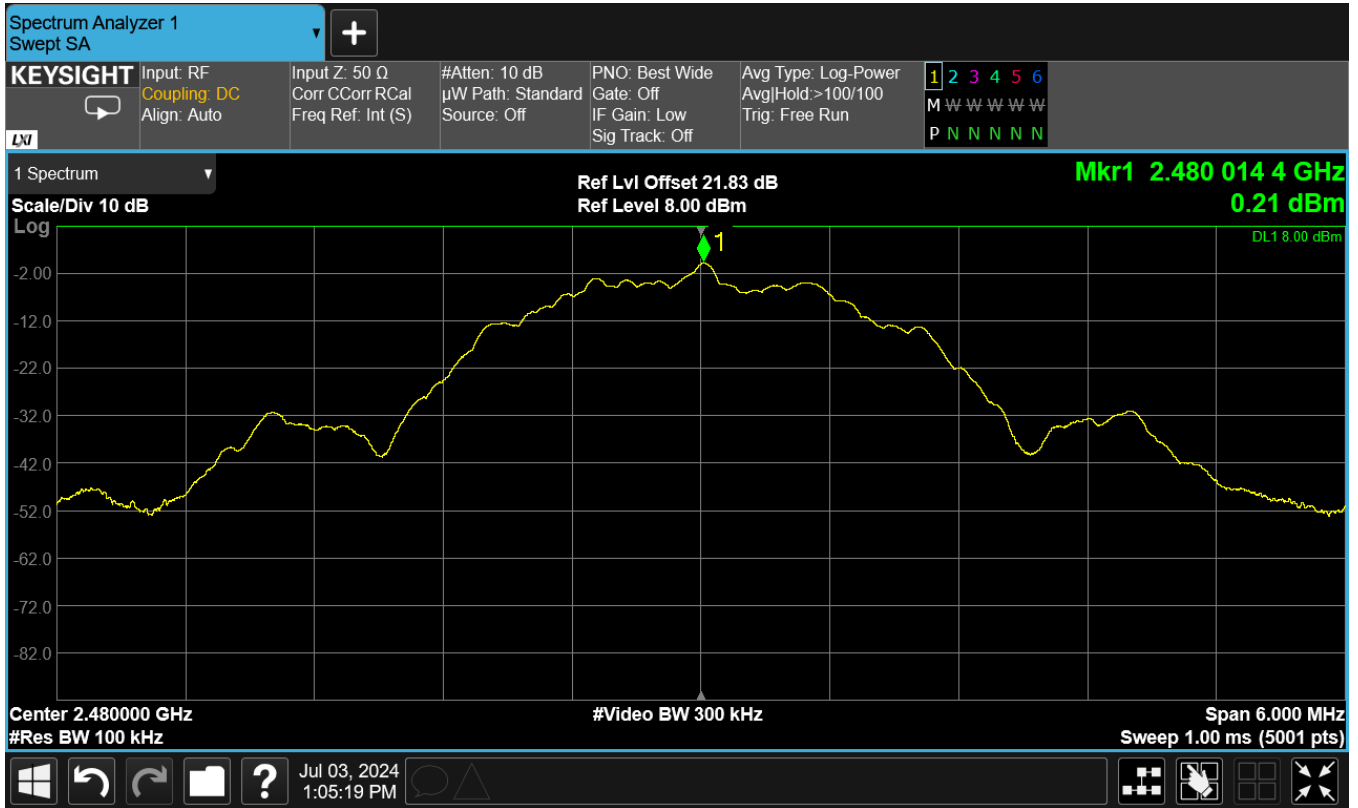 Spectrum Analyzer 1
Swept SA
+
KEYSIGHT
LXI
Input: RF
Coupling: DC
Align: Auto
Input Z: 50 Ω
Corr CCorr RCal
Freq Ref: Int (S)
#Atten: 10 dB
µW Path: Standard
Source: Off
PNO: Best Wide
Gate: Off
IF Gain: Low
Sig Track: Off
Avg Type: Log-Power
Avg|Hold:>100/100
Trig: Free Run
1 2 3 4 5 6
M W W W W W
P N N N N N
1 Spectrum
Scale/Div 10 dB
Log
Ref Lvl Offset 21.83 dB
Ref Level 8.00 dBm
Mkr1 2.480 014 4 GHz
0.21 dBm
DL1 8.00 dBm
1
-2.00
-12.0
-22.0
-32.0
-42.0
-52.0
-62.0
-72.0
-82.0
Center 2.480000 GHz
#Video BW 300 kHz
Span 6.000 MHz
#Res BW 100 kHz
Sweep 1.00 ms (5001 pts)
?
Jul 03, 2024
1:05:19 PM